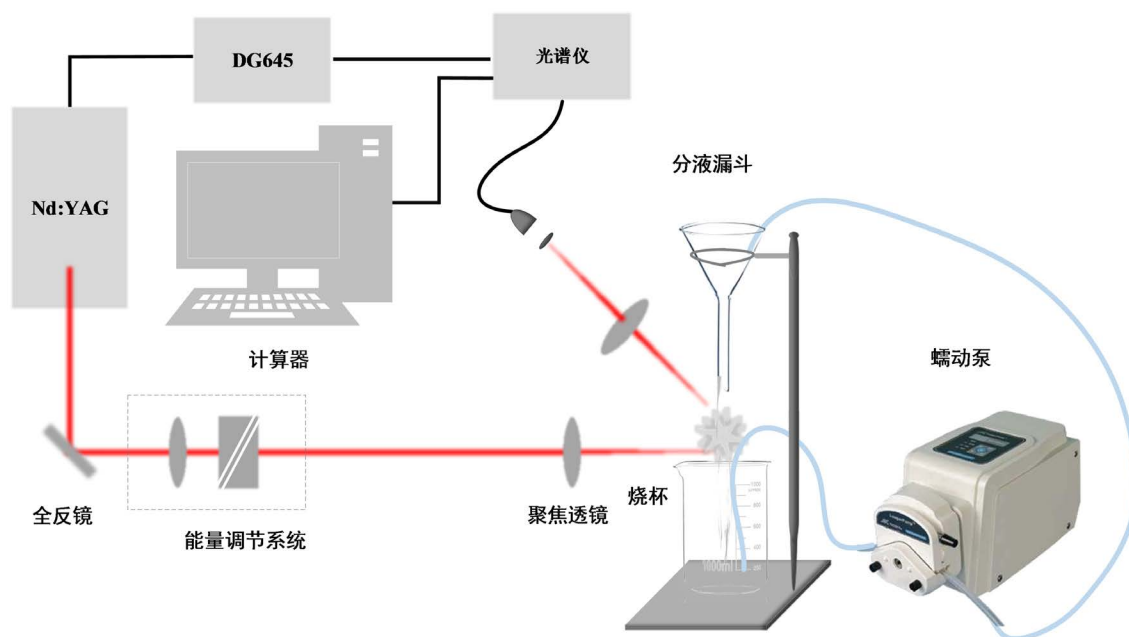 DG645
光谱仪
Nd:YAG
分液漏斗
计算器
蠕动泵
全反镜
能量调节系统
聚焦透镜
烧杯
1000ml